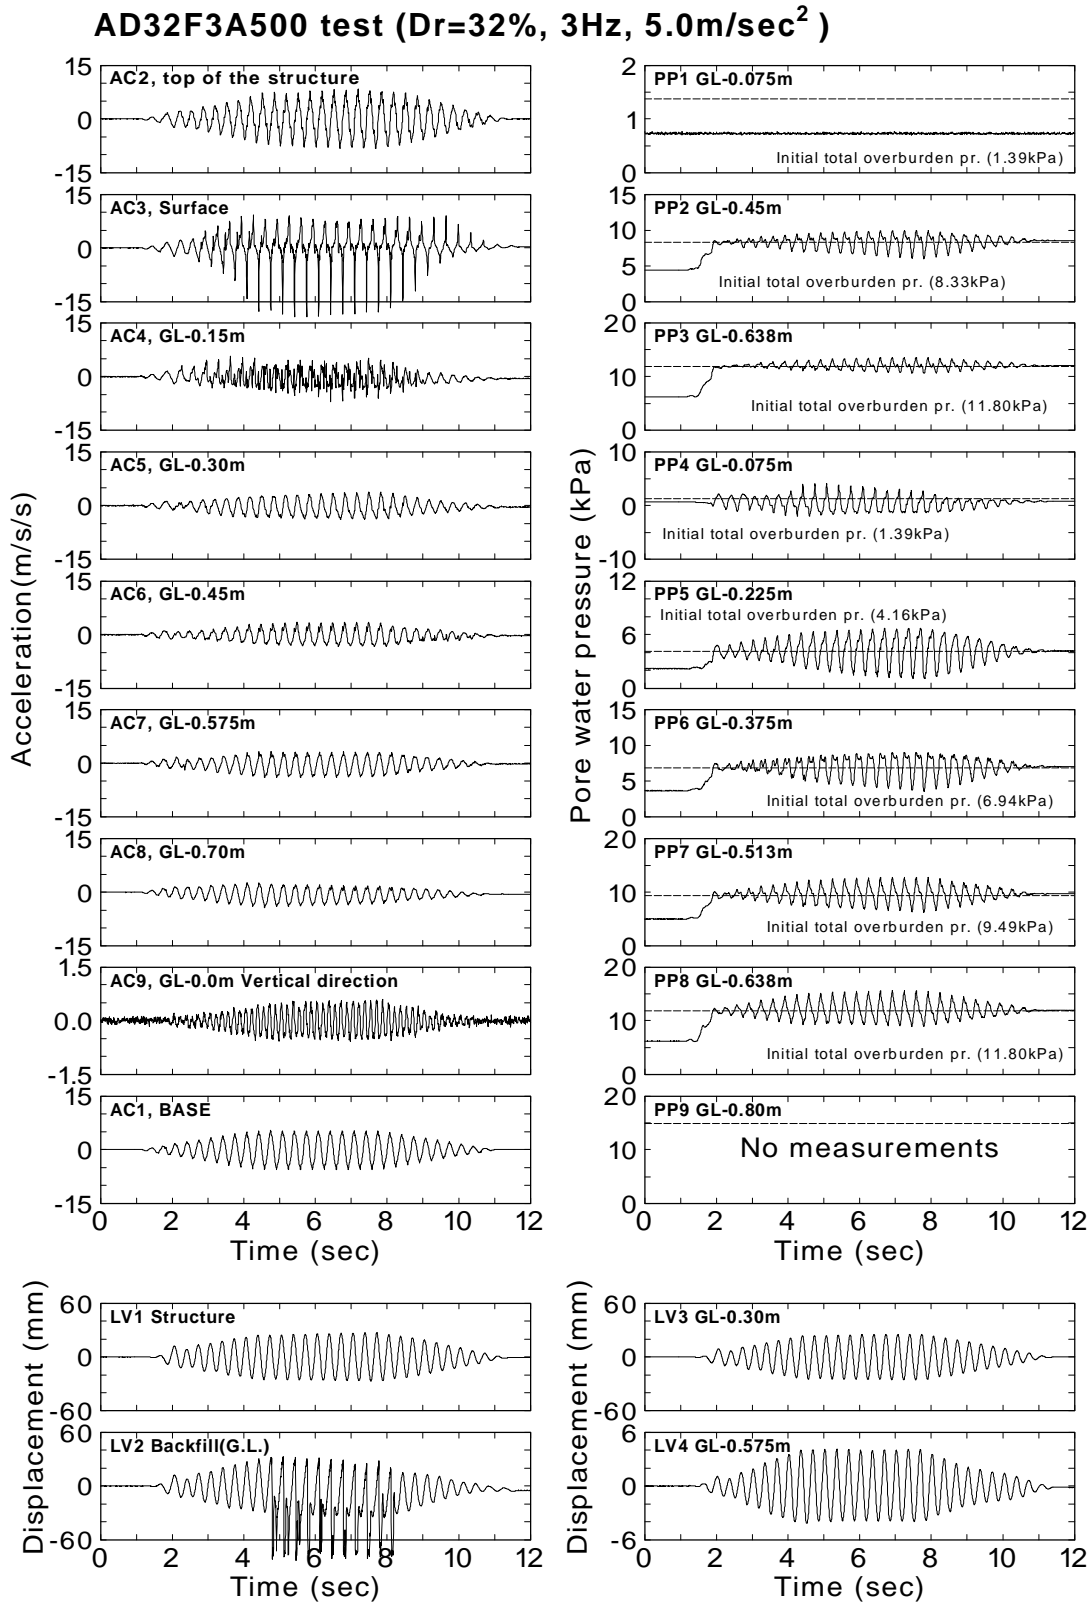 AD32F3A500 test (Dr=32%, 3Hz, 5.0m/sec² )
Acceleration(m/s/s)
15
0
-15
AC2, top of the structure
15
0
-15
AC3, Surface
15
0
-15
AC4, GL-0.15m
15
0
-15
AC5, GL-0.30m
15
0
-15
AC6, GL-0.45m
15
0
-15
AC7, GL-0.575m
15
0
-15
AC8, GL-0.70m
1.5
0.0
-1.5
AC9, GL-0.0m Vertical direction
15
0
-15
AC1, BASE
0 2 4 6 8 10 12
Time (sec)
Pore water pressure (kPa)
2
1
0
PP1 GL-0.075m
Initial total overburden pr. (1.39kPa)
15
10
5
0
PP2 GL-0.45m
Initial total overburden pr. (8.33kPa)
20
10
0
PP3 GL-0.638m
Initial total overburden pr. (11.80kPa)
10
0
-10
PP4 GL-0.075m
Initial total overburden pr. (1.39kPa)
12
6
0
PP5 GL-0.225m
Initial total overburden pr. (4.16kPa)
15
10
5
0
PP6 GL-0.375m
Initial total overburden pr. (6.94kPa)
20
10
0
PP7 GL-0.513m
Initial total overburden pr. (9.49kPa)
20
10
0
PP8 GL-0.638m
Initial total overburden pr. (11.80kPa)
20
10
0
PP9 GL-0.80m
No measurements
0 2 4 6 8 10 12
Time (sec)
Displacement (mm)
60
0
-60
LV1 Structure
60
0
-60
LV2 Backfill(G.L.)
0 2 4 6 8 10 12
Time (sec)
Displacement (mm)
60
0
-60
LV3 GL-0.30m
6
0
-6
LV4 GL-0.575m
0 2 4 6 8 10 12
Time (sec)